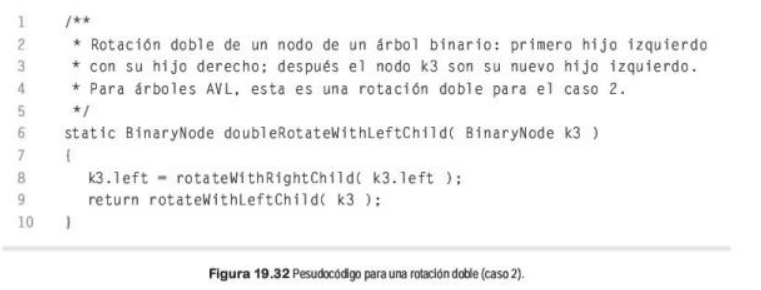 1 /**
2 * Rotación doble de un nodo de un árbol binario: primero hijo izquierdo
3 * con su hijo derecho; después el nodo k3 son su nuevo hijo izquierdo.
4 * Para árboles AVL, esta es una rotación doble para el caso 2.
5 */
6 static BinaryNode doubleRotateWithLeftChild( BinaryNode k3 )
7 {
8 k3.left = rotateWithRightChild( k3.left );
9 return rotateWithLeftChild( k3 );
10 }
Figura 19.32 Pesudocódigo para una rotación doble (caso 2).